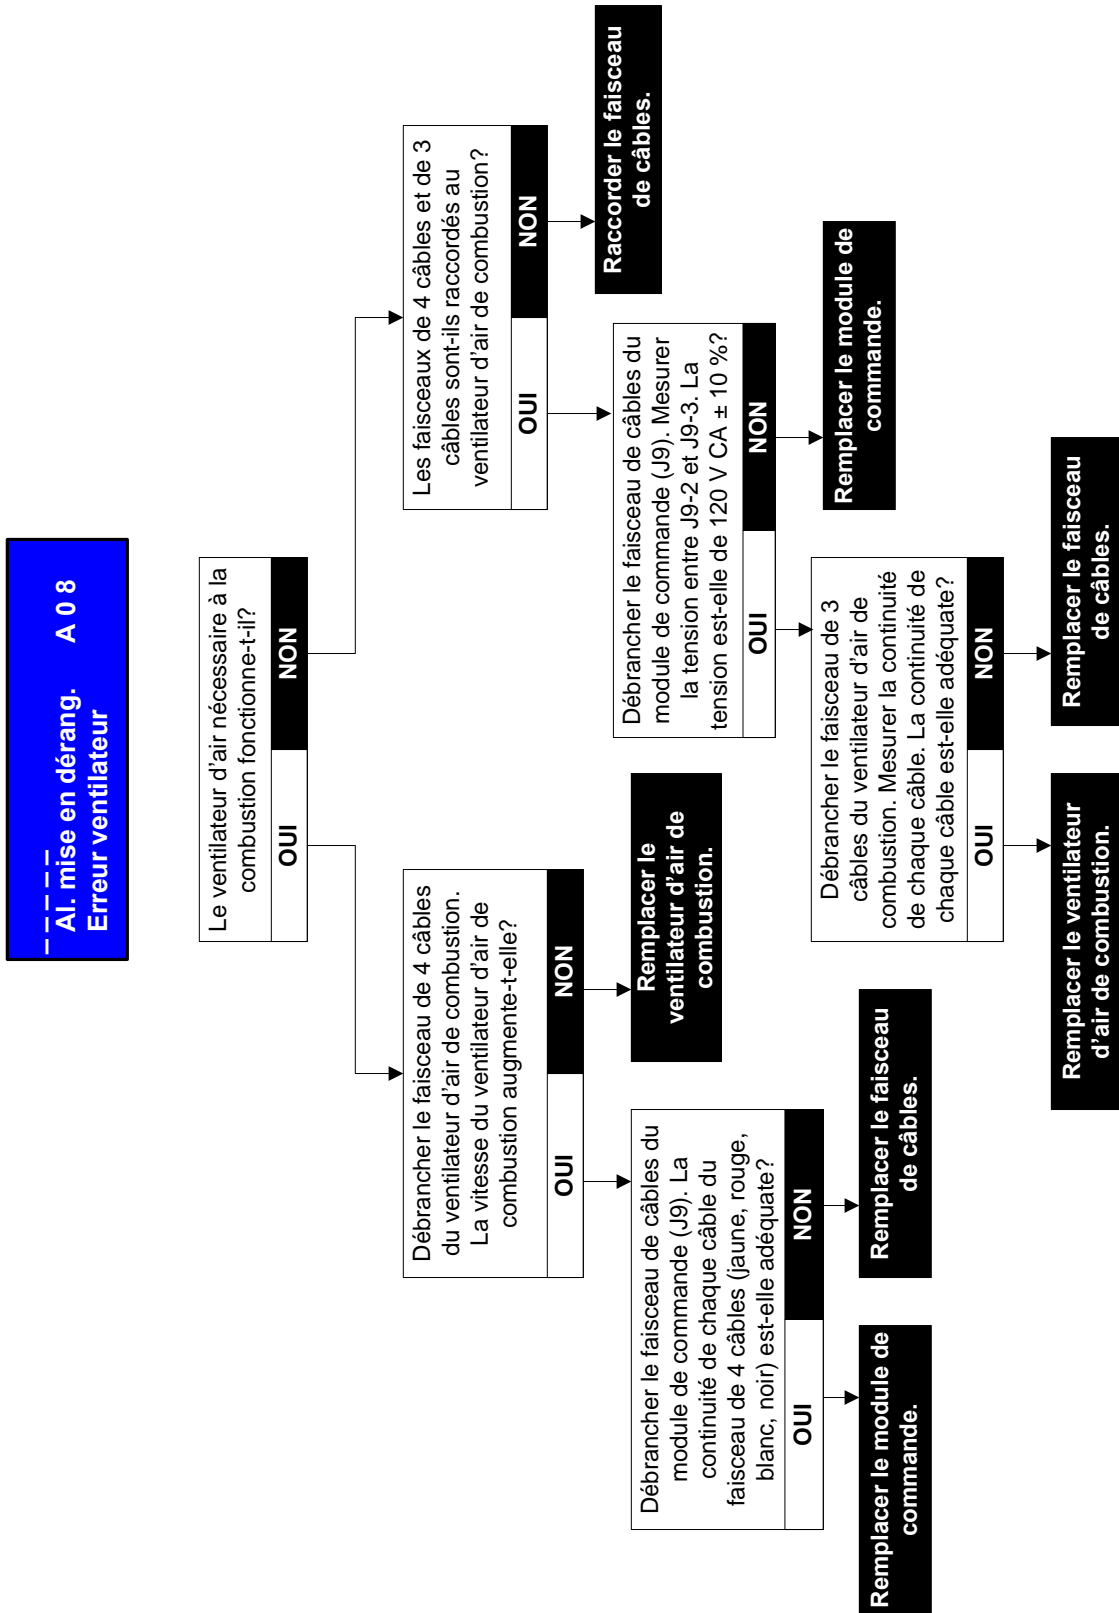 _ _ _ _ _
Al. mise en dérang. A 0 8
Erreur ventilateur
Le ventilateur d'air nécessaire à la
combustion fonctionne-t-il?
OUI
NON
Débrancher le faisceau de 4 câbles
du ventilateur d'air de combustion.
La vitesse du ventilateur d'air de
combustion augmente-t-elle?
OUI
NON
Les faisceaux de 4 câbles et de 3
câbles sont-ils raccordés au
ventilateur d'air de combustion?
OUI
NON
Raccorder le faisceau
de câbles.
Débrancher le faisceau de câbles du
module de commande (J9). La
continuité de chaque câble du
faisceau de 4 câbles (jaune, rouge,
blanc, noir) est-elle adéquate?
OUI
NON
Remplacer le
ventilateur d'air de
combustion.
Débrancher le faisceau de câbles du
module de commande (J9). Mesurer
la tension entre J9-2 et J9-3. La
tension est-elle de 120 V CA ± 10 %?
OUI
NON
Remplacer le module de
commande.
Remplacer le module de
commande.
Remplacer le faisceau
de câbles.
Débrancher le faisceau de 3
câbles du ventilateur d'air de
combustion. Mesurer la continuité
de chaque câble. La continuité de
chaque câble est-elle adéquate?
OUI
NON
Remplacer le ventilateur
d'air de combustion.
Remplacer le faisceau
de câbles.